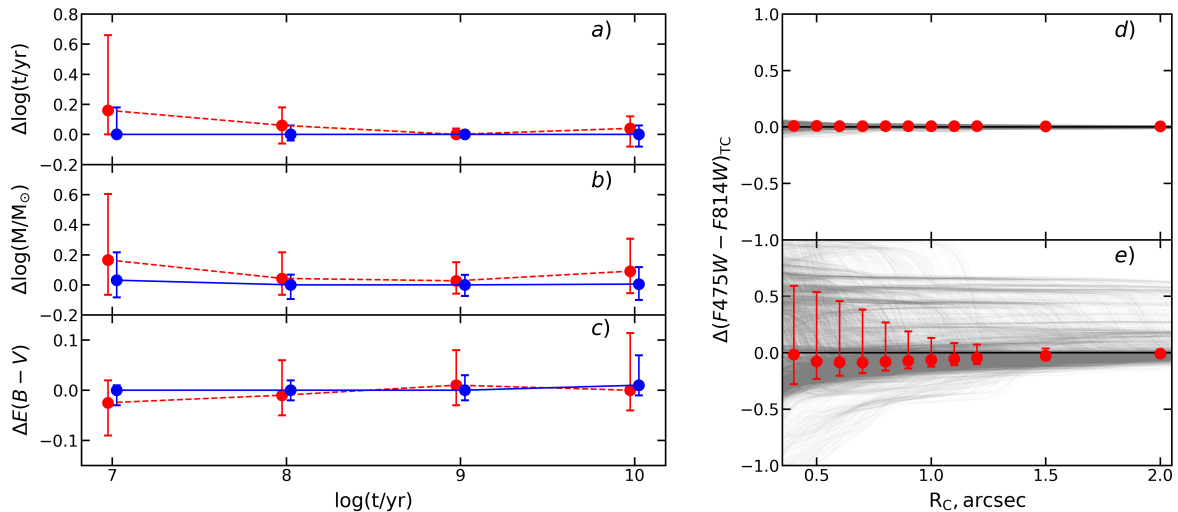 a)
0.8
0.6
0.4
0.2
0.0
−0.2
Δlog(t/yr)
b)
0.6
0.4
0.2
0.0
−0.2
Δlog(M/M⊙)
c)
0.1
0.0
−0.1
ΔE(B − V)
7
8
9
10
log(t/yr)
d)
1.0
0.5
0.0
−0.5
−1.0
Δ(F475W − F814W)TC
e)
0.5
0.0
−0.5
−1.0
0.5
1.0
1.5
2.0
RC, arcsec